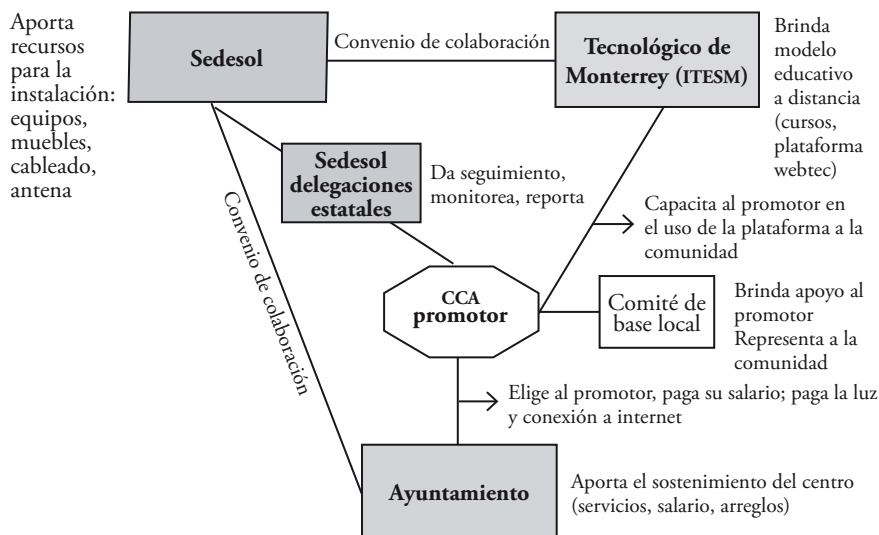 Aporta
recursos
para la
instalación:
equipos,
muebles,
cableado,
antena
Sedesol
Convenio de colaboración
Tecnológico de
Monterrey (ITESM)
Brinda
modelo
educativo
a distancia
(cursos,
plataforma
webtec)
Sedesol
delegaciones
estatales
Da seguimiento,
monitorea, reporta
Convenio de colaboración
Capacita al promotor en
el uso de la plataforma a la
comunidad
CCA
promotor
Comité de
base local
Brinda apoyo al
promotor
Representa a la
comunidad
Elige al promotor, paga su salario; paga la luz
y conexión a internet
Ayuntamiento
Aporta el sostenimiento del centro
(servicios, salario, arreglos)